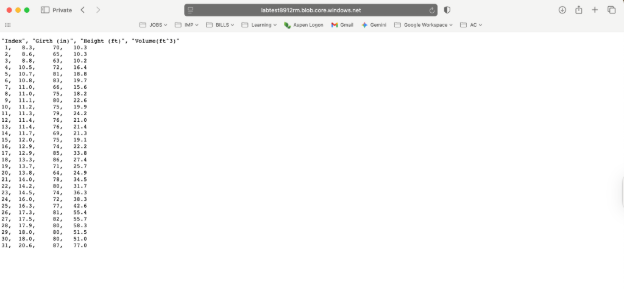 Private
labtest8912rm.blob.core.windows.net
JOBS IMP BILLS Learning Aspen Logon Gmail Gemini Google Workspace AC
"Index", "Girth (in)", "Height (ft)", "Volume(ft^3)"
1, 8.3, 70, 10.3
2, 8.6, 65, 10.3
3, 8.8, 63, 10.2
4, 10.5, 72, 16.4
5, 10.7, 81, 18.8
6, 10.8, 83, 19.7
7, 11.0, 66, 15.6
8, 11.0, 75, 18.2
9, 11.1, 80, 22.6
10, 11.2, 75, 19.9
11, 11.3, 79, 24.2
12, 11.4, 76, 21.0
13, 11.4, 76, 21.4
14, 11.7, 69, 21.3
15, 12.0, 75, 19.1
16, 12.9, 74, 22.2
17, 12.9, 85, 33.8
18, 13.3, 86, 27.4
19, 13.7, 71, 25.7
20, 13.8, 64, 24.9
21, 14.0, 78, 34.5
22, 14.2, 80, 31.7
23, 14.5, 74, 36.3
24, 16.0, 72, 38.3
25, 16.3, 77, 42.6
26, 17.3, 81, 55.4
27, 17.5, 82, 55.7
28, 17.9, 80, 58.3
29, 18.0, 80, 51.5
30, 18.0, 80, 51.0
31, 20.6, 87, 77.0